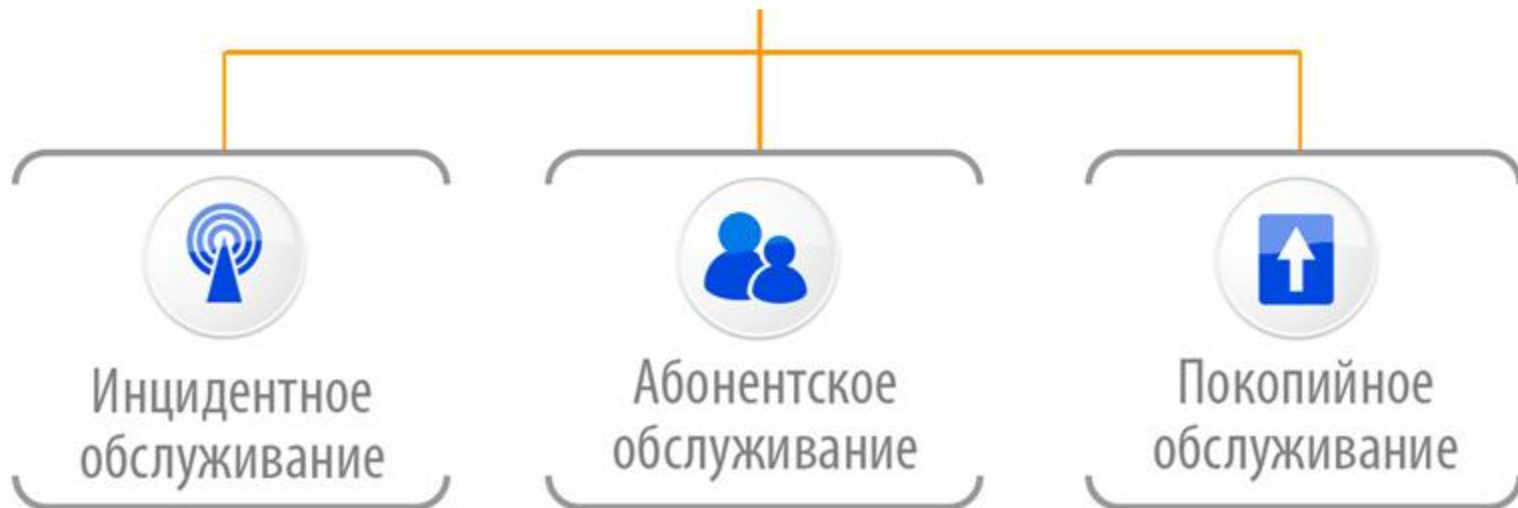 Инцидентное
обслуживание
Абонентское
обслуживание
Покопийное
обслуживание